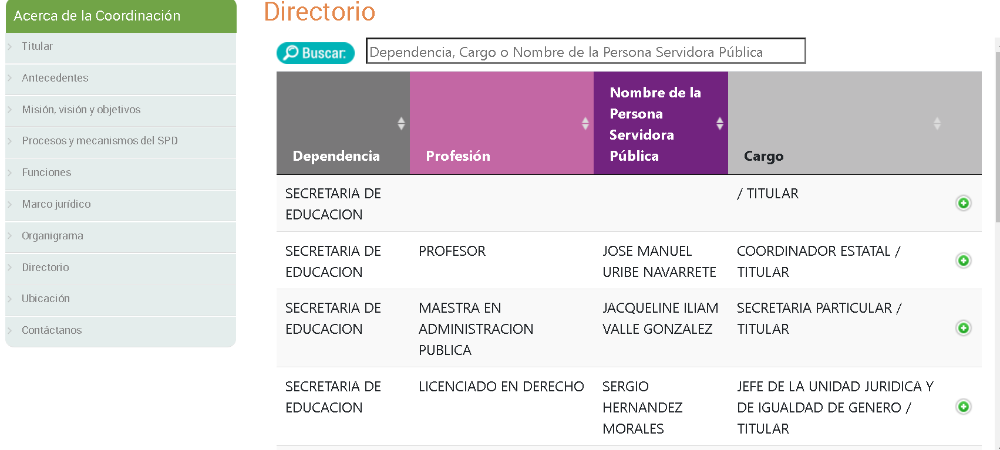 Acerca de la Coordinación
Titular
Antecedentes
Misión, visión y objetivos
Procesos y mecanismos del SPD
Funciones
Marco jurídico
Organigrama
Directorio
Ubicación
Contáctanos
Directorio
Buscar:
Dependencia, Cargo o Nombre de la Persona Servidora Pública
Dependencia
Profesión
Nombre de la
Persona
Servidora
Pública
Cargo
SECRETARIA DE
EDUCACION
/ TITULAR
SECRETARIA DE
EDUCACION
PROFESOR
JOSE MANUEL
URIBE NAVARRETE
COORDINADOR ESTATAL /
TITULAR
SECRETARIA DE
EDUCACION
MAESTRA EN
ADMINISTRACION
PUBLICA
JACQUELINE ILIAM
VALLE GONZALEZ
SECRETARIA PARTICULAR /
TITULAR
SECRETARIA DE
EDUCACION
LICENCIADO EN DERECHO
SERGIO
HERNANDEZ
MORALES
JEFE DE LA UNIDAD JURIDICA Y
DE IGUALDAD DE GENERO /
TITULAR